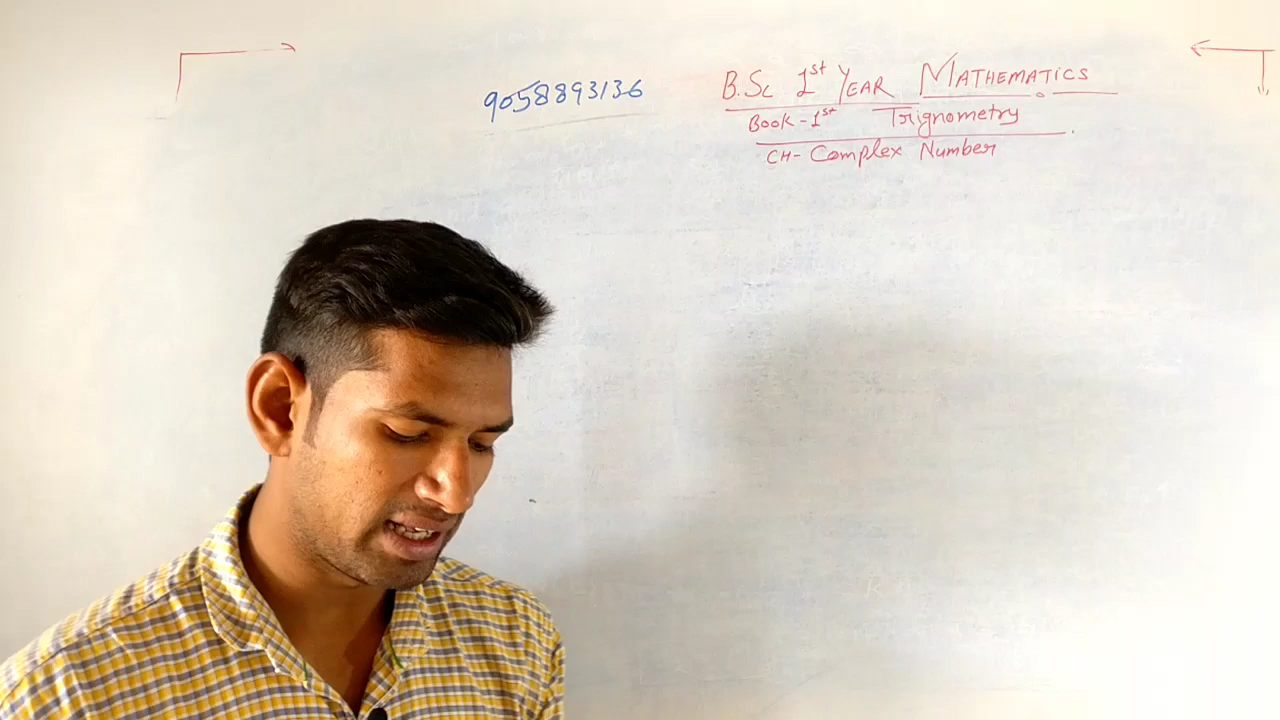 9058893136
B.Sc 1st YEAR MATHEMATICS
Book-1st Trignometry
CH- Complex Number